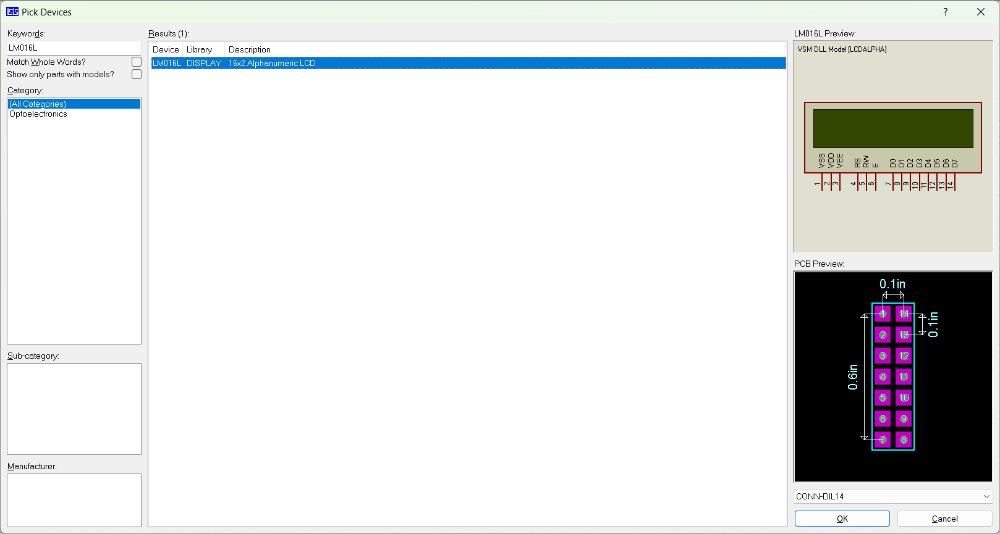 ISIS Pick Devices
?
Keywords:
LM016L
Match Whole Words?
Show only parts with models?
Category:
(All Categories)
Optoelectronics
Sub-category:
Manufacturer:
Results (1):
Device Library Description
LM016L DISPLAY 16x2 Alphanumeric LCD
LM016L Preview:
VSM DLL Model [LCDALPHA]
VSS VDD VEE RS RW E D0 D1 D2 D3 D4 D5 D6 D7
1 2 3 4 5 6 7 8 9 10 11 12 13 14
PCB Preview:
0.1in
1 14
0.1in
2 13
3 12
0.6in
4 11
5 10
6 9
7 8
CONN-DIL14
OK Cancel